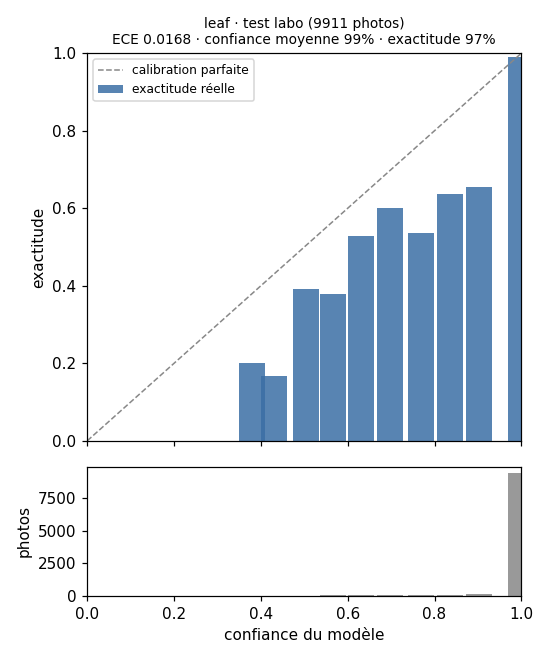 leaf · test labo (9911 photos)
ECE 0.0168 · confiance moyenne 99% · exactitude 97%
calibration parfaite
exactitude réelle
1.0
0.8
0.6
0.4
0.2
0.0
exactitude
7500
5000
2500
0
photos
0.0 0.2 0.4 0.6 0.8 1.0
confiance du modèle